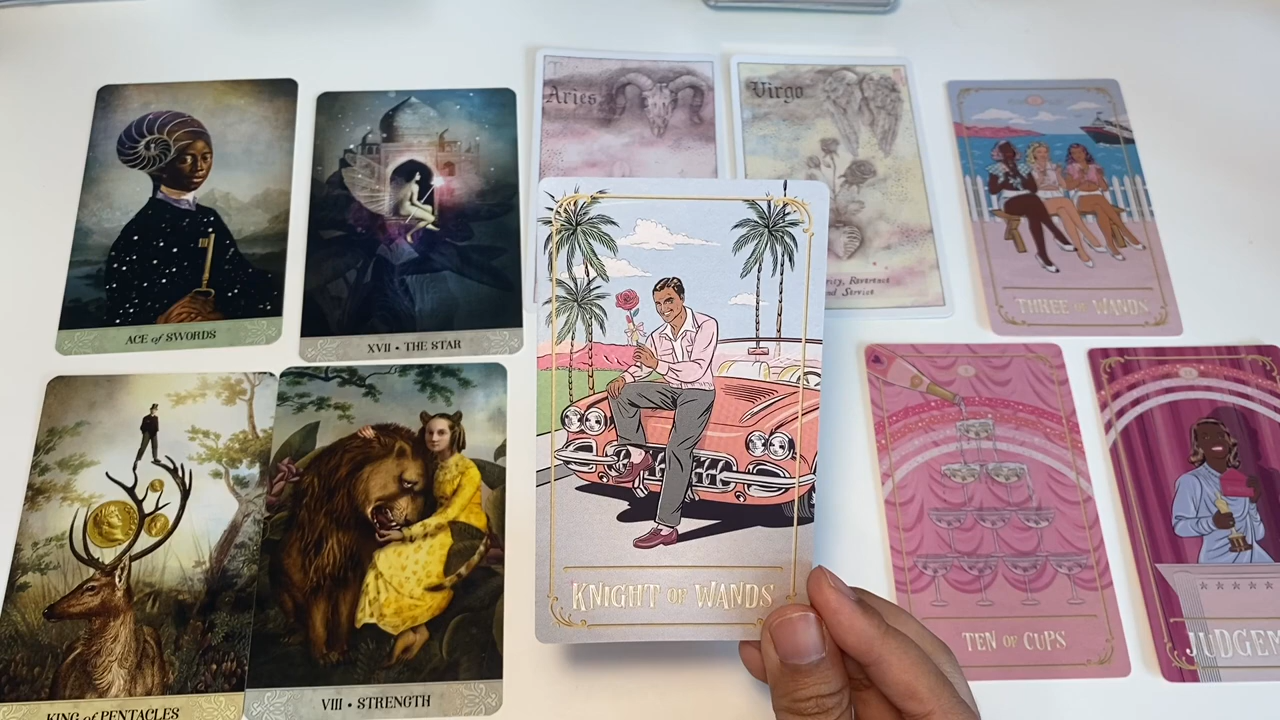 Aries
Virgo
ACE of SWORDS
XVII • THE STAR
and Service
THREE OF WANDS
KING of PENTACLES
VIII • STRENGTH
KNIGHT OF WANDS
TEN OF CUPS
JUDGEM